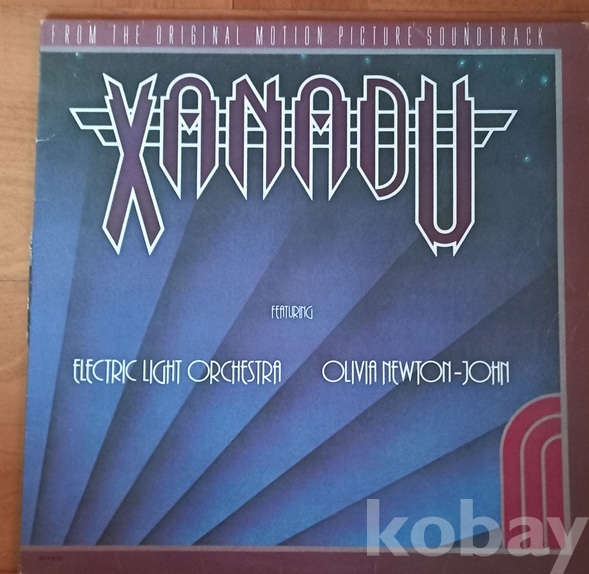 FROM THE ORIGINAL MOTION PICTURE SOUNDTRACK
XANADU
FEATURING
ELECTRIC LIGHT ORCHESTRA OLIVIA NEWTON-JOHN
kobay